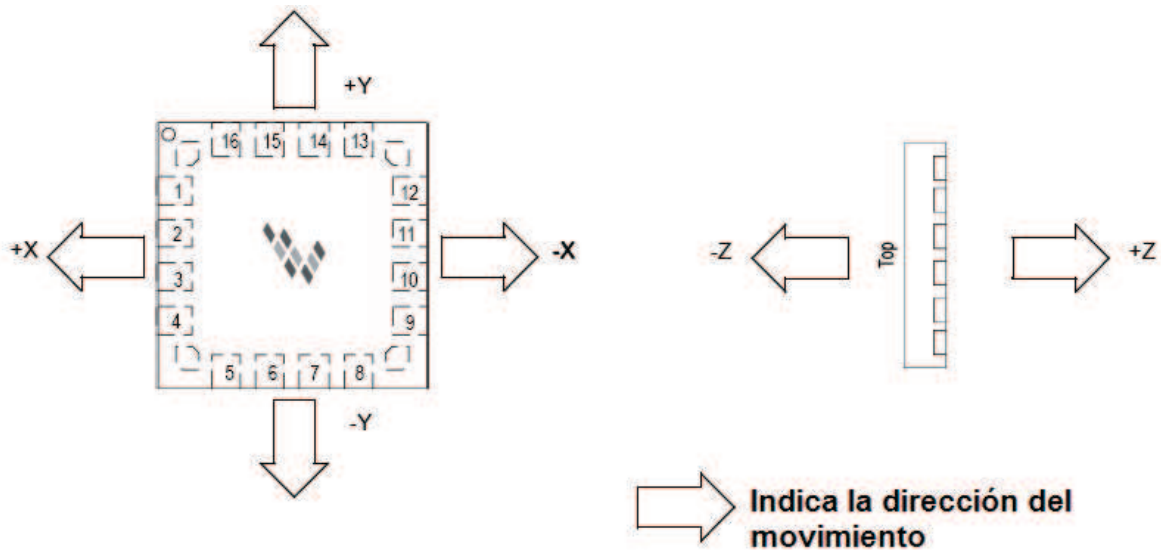 +Y
16 15 14 13
1 12
2 11
+X -X
3 10
4 9
5 6 7 8
-Y
-Z Top +Z
Indica la dirección del
movimiento